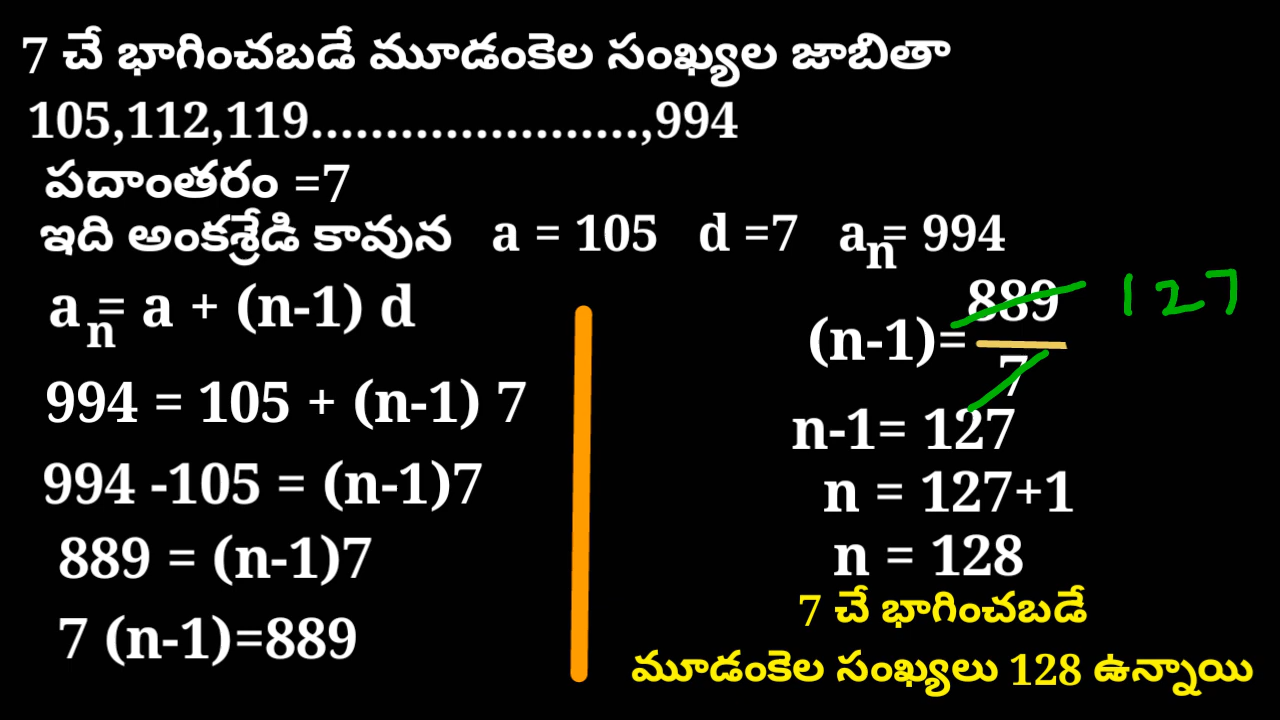 7 చే భాగించబడే మూడంకెల సంఖ్యల జాబితా
105,112,119......................,994
పదాంతరం =7
ఇది అంకశ్రేడి కావున a = 105 d =7 aₙ= 994
aₙ= a + (n-1) d
994 = 105 + (n-1) 7
994 -105 = (n-1)7
889 = (n-1)7
7 (n-1)=889
(n-1)= 889/7 127
n-1= 127
n = 127+1
n = 128
7 చే భాగించబడే
మూడంకెల సంఖ్యలు 128 ఉన్నాయి